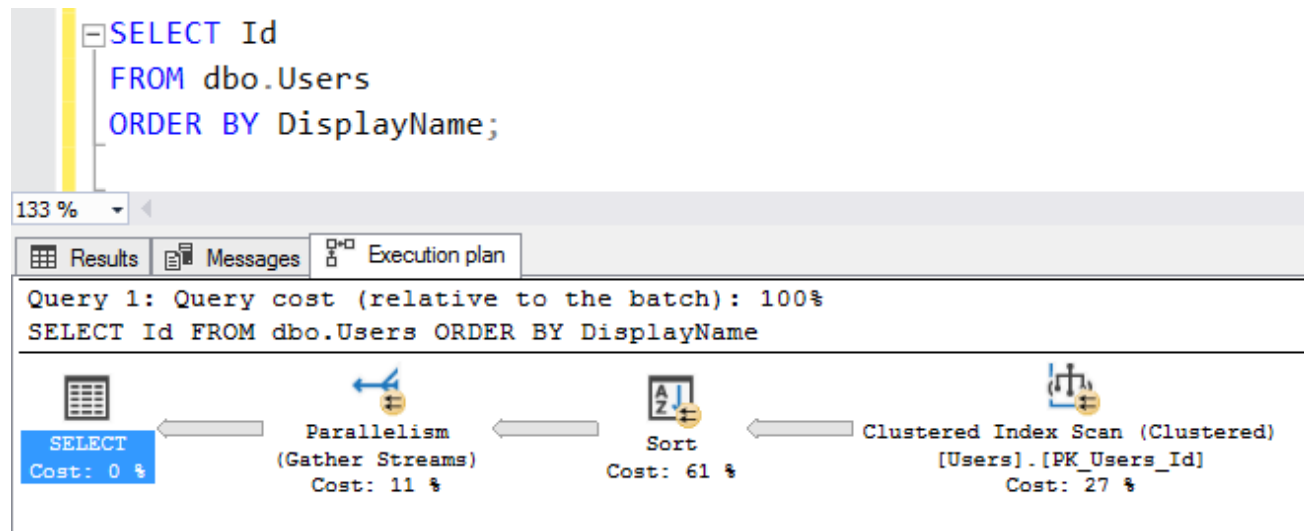 SELECT Id
FROM dbo.Users
ORDER BY DisplayName;
133 %
Results Messages Execution plan
Query 1: Query cost (relative to the batch): 100%
SELECT Id FROM dbo.Users ORDER BY DisplayName
SELECT
Cost: 0 %
Parallelism
(Gather Streams)
Cost: 11 %
Sort
Cost: 61 %
Clustered Index Scan (Clustered)
[Users].[PK_Users_Id]
Cost: 27 %